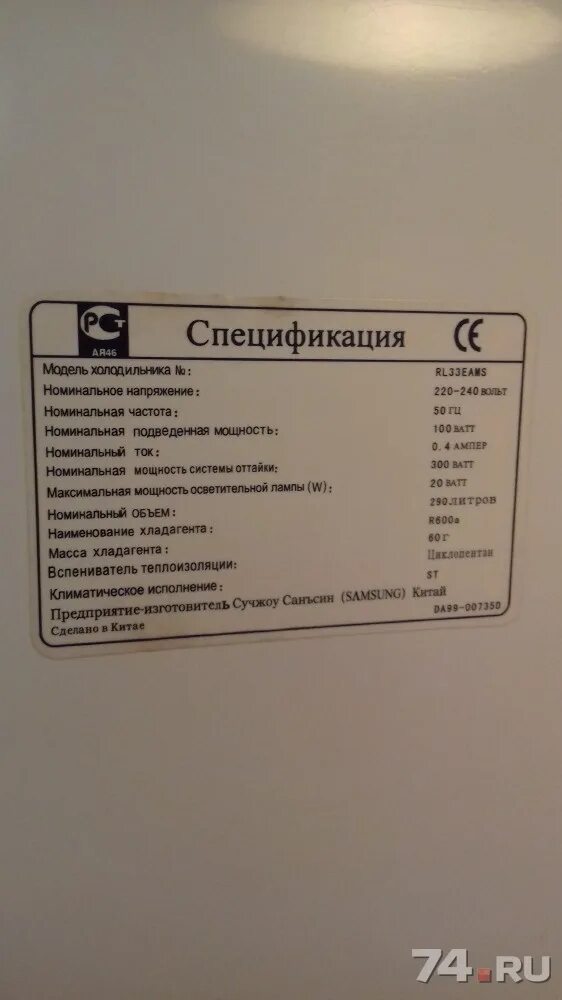 РСТ
АЯ46
Спецификация CE
Модель холодильника №: RL33EAMS
Номинальное напряжение: 220-240 ВОЛЬТ
Номинальная частота: 50 ГЦ
Номинальная подведенная мощность: 100 ВАТТ
Номинальный ток: 0.4 АМПЕР
Номинальная мощность системы оттайки: 300 ВАТТ
Максимальная мощность осветительной лампы (W): 20 ВАТТ
Номинальный ОБЪЕМ: 290 ЛИТРОВ
Наименование хладагента: R600a
Масса хладагента: 60 Г
Вспениватель теплоизоляции: Циклопентан
Климатическое исполнение: ST
Предприятие-изготовитель Сучжоу Санъсин (SAMSUNG) Китай
Сделано в Китае DA99-00735D
74.RU